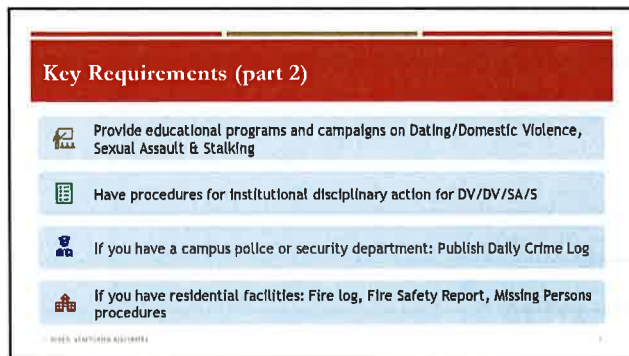 Key Requirements (part 2)
Provide educational programs and campaigns on Dating/Domestic Violence,
Sexual Assault & Stalking
Have procedures for institutional disciplinary action for DV/DV/SA/S
If you have a campus police or security department: Publish Daily Crime Log
If you have residential facilities: Fire log, Fire Safety Report, Missing Persons
procedures